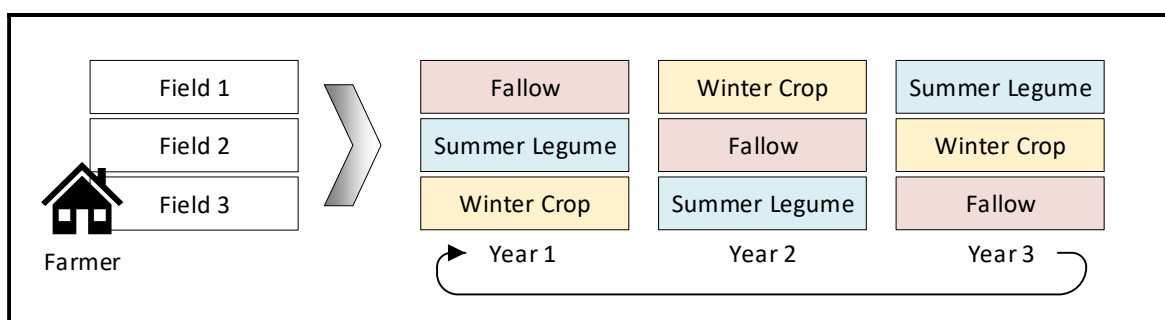 Field 1
Field 2
Field 3
Farmer
Fallow
Summer Legume
Winter Crop
Year 1
Winter Crop
Fallow
Summer Legume
Year 2
Summer Legume
Winter Crop
Fallow
Year 3